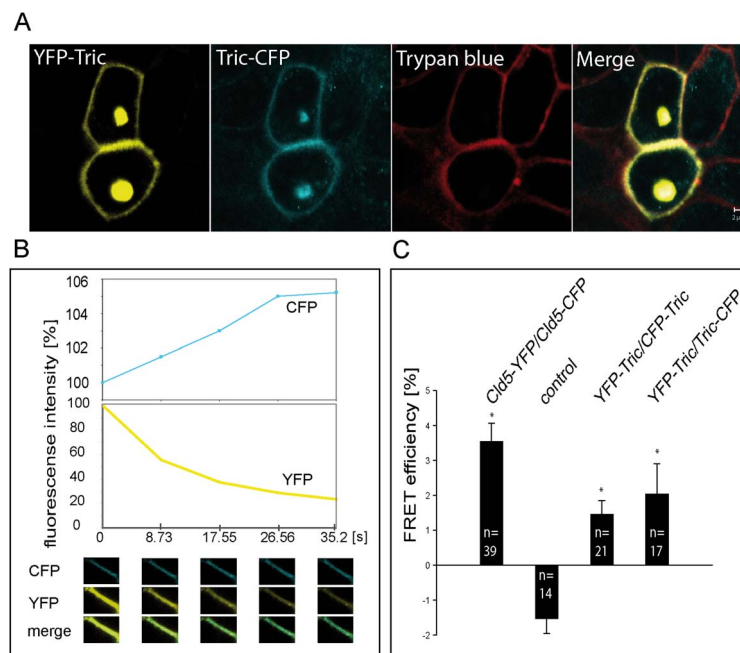 A
YFP-Tric
Tric-CFP
Trypan blue
Merge
B
fluorescense intensity [%]
106
104
102
100
CFP
100
80
60
40
20
0
YFP
0 8.73 17.55 26.56 35.2 [s]
CFP
YFP
merge
C
Cld5-YFP/Cld5-CFP
control
YFP-Tric/CFP-Tric
YFP-Tric/Tric-CFP
FRET efficiency [%]
5
4
3
2
1
0
-1
-2
*
*
*
n=
39
n=
14
n=
21
n=
17